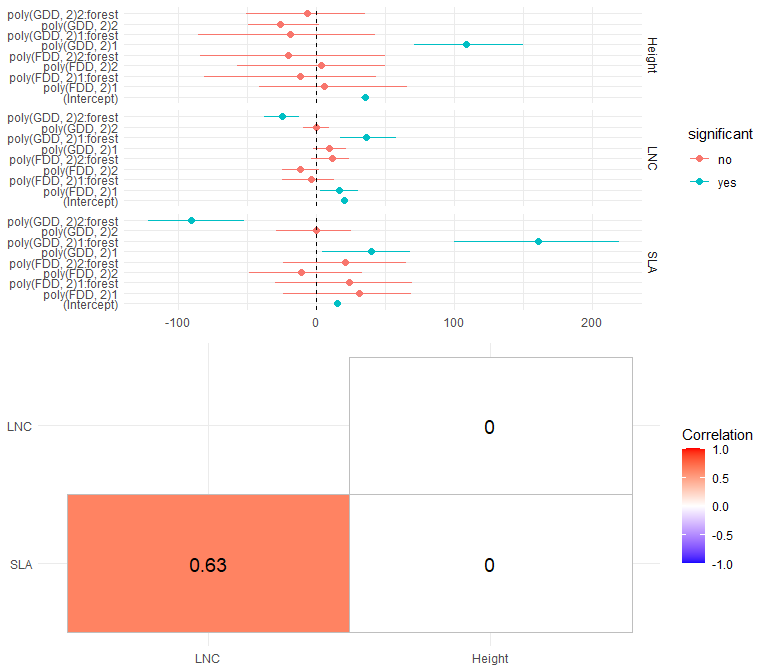 poly(GDD, 2)2:forest
poly(GDD, 2)2
poly(GDD, 2)1:forest
poly(GDD, 2)1
poly(FDD, 2)2:forest
poly(FDD, 2)2
poly(FDD, 2)1:forest
poly(FDD, 2)1
(Intercept)
Height
poly(GDD, 2)2:forest
poly(GDD, 2)2
poly(GDD, 2)1:forest
poly(GDD, 2)1
poly(FDD, 2)2:forest
poly(FDD, 2)2
poly(FDD, 2)1:forest
poly(FDD, 2)1
(Intercept)
LNC
poly(GDD, 2)2:forest
poly(GDD, 2)2
poly(GDD, 2)1:forest
poly(GDD, 2)1
poly(FDD, 2)2:forest
poly(FDD, 2)2
poly(FDD, 2)1:forest
poly(FDD, 2)1
(Intercept)
SLA
-100 0 100 200
significant
no
yes
LNC
0
SLA
0.63 0
LNC Height
Correlation
1.0
0.5
0.0
-0.5
-1.0